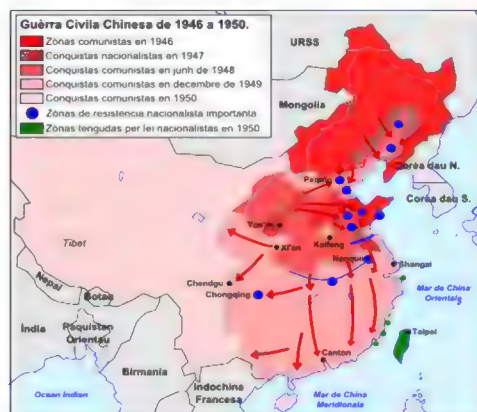 Guèrra Civila Chinesa de 1946 a 1950.
Zònas comunistas en 1946
Conquistas nacionalistas en 1947
Conquistas comunistas en junh de 1948
Conquistas comunistas en decembre de 1949
Conquistas comunistas en 1950
Zònas de resisténcia nacionalista importanta
Zònas tengudas per lei nacionalistas en 1950
URSS
Mongolia
Corèa dau N.
Corèa dau S.
Kaifeng
Xi'an
Shangai
Tibet
Chengdu
Chongqing
Mar de China
Orientala
Nepal
Botan
Índia
Paquistan
Orientau
Birmania
Taipei
Canton
Indochina
Francesa
Ocean Indian
Mar de China
Meridionala